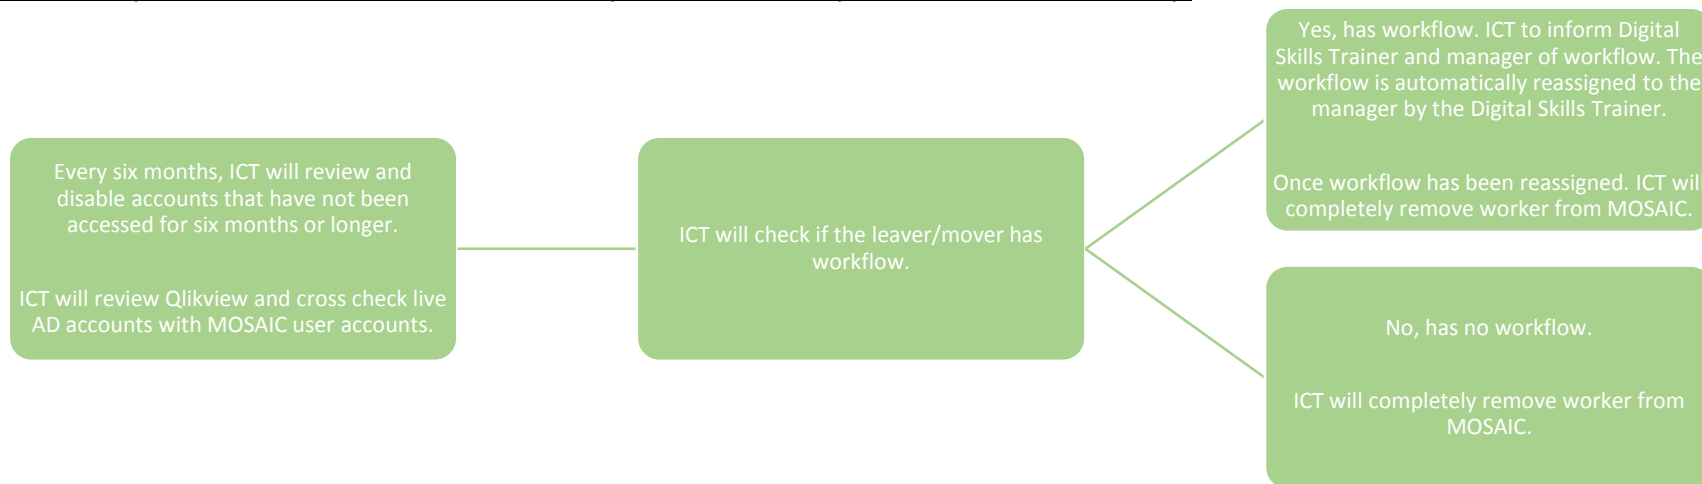 Every six months, ICT will review and
disable accounts that have not been
accessed for six months or longer.
ICT will review Qlikview and cross check live
AD accounts with MOSAIC user accounts.
ICT will check if the leaver/mover has
workflow.
Yes, has workflow. ICT to inform Digital
Skills Trainer and manager of workflow. The
workflow is automatically reassigned to the
manager by the Digital Skills Trainer.
Once workflow has been reassigned. ICT will
completely remove worker from MOSAIC.
No, has no workflow.
ICT will completely remove worker from
MOSAIC.